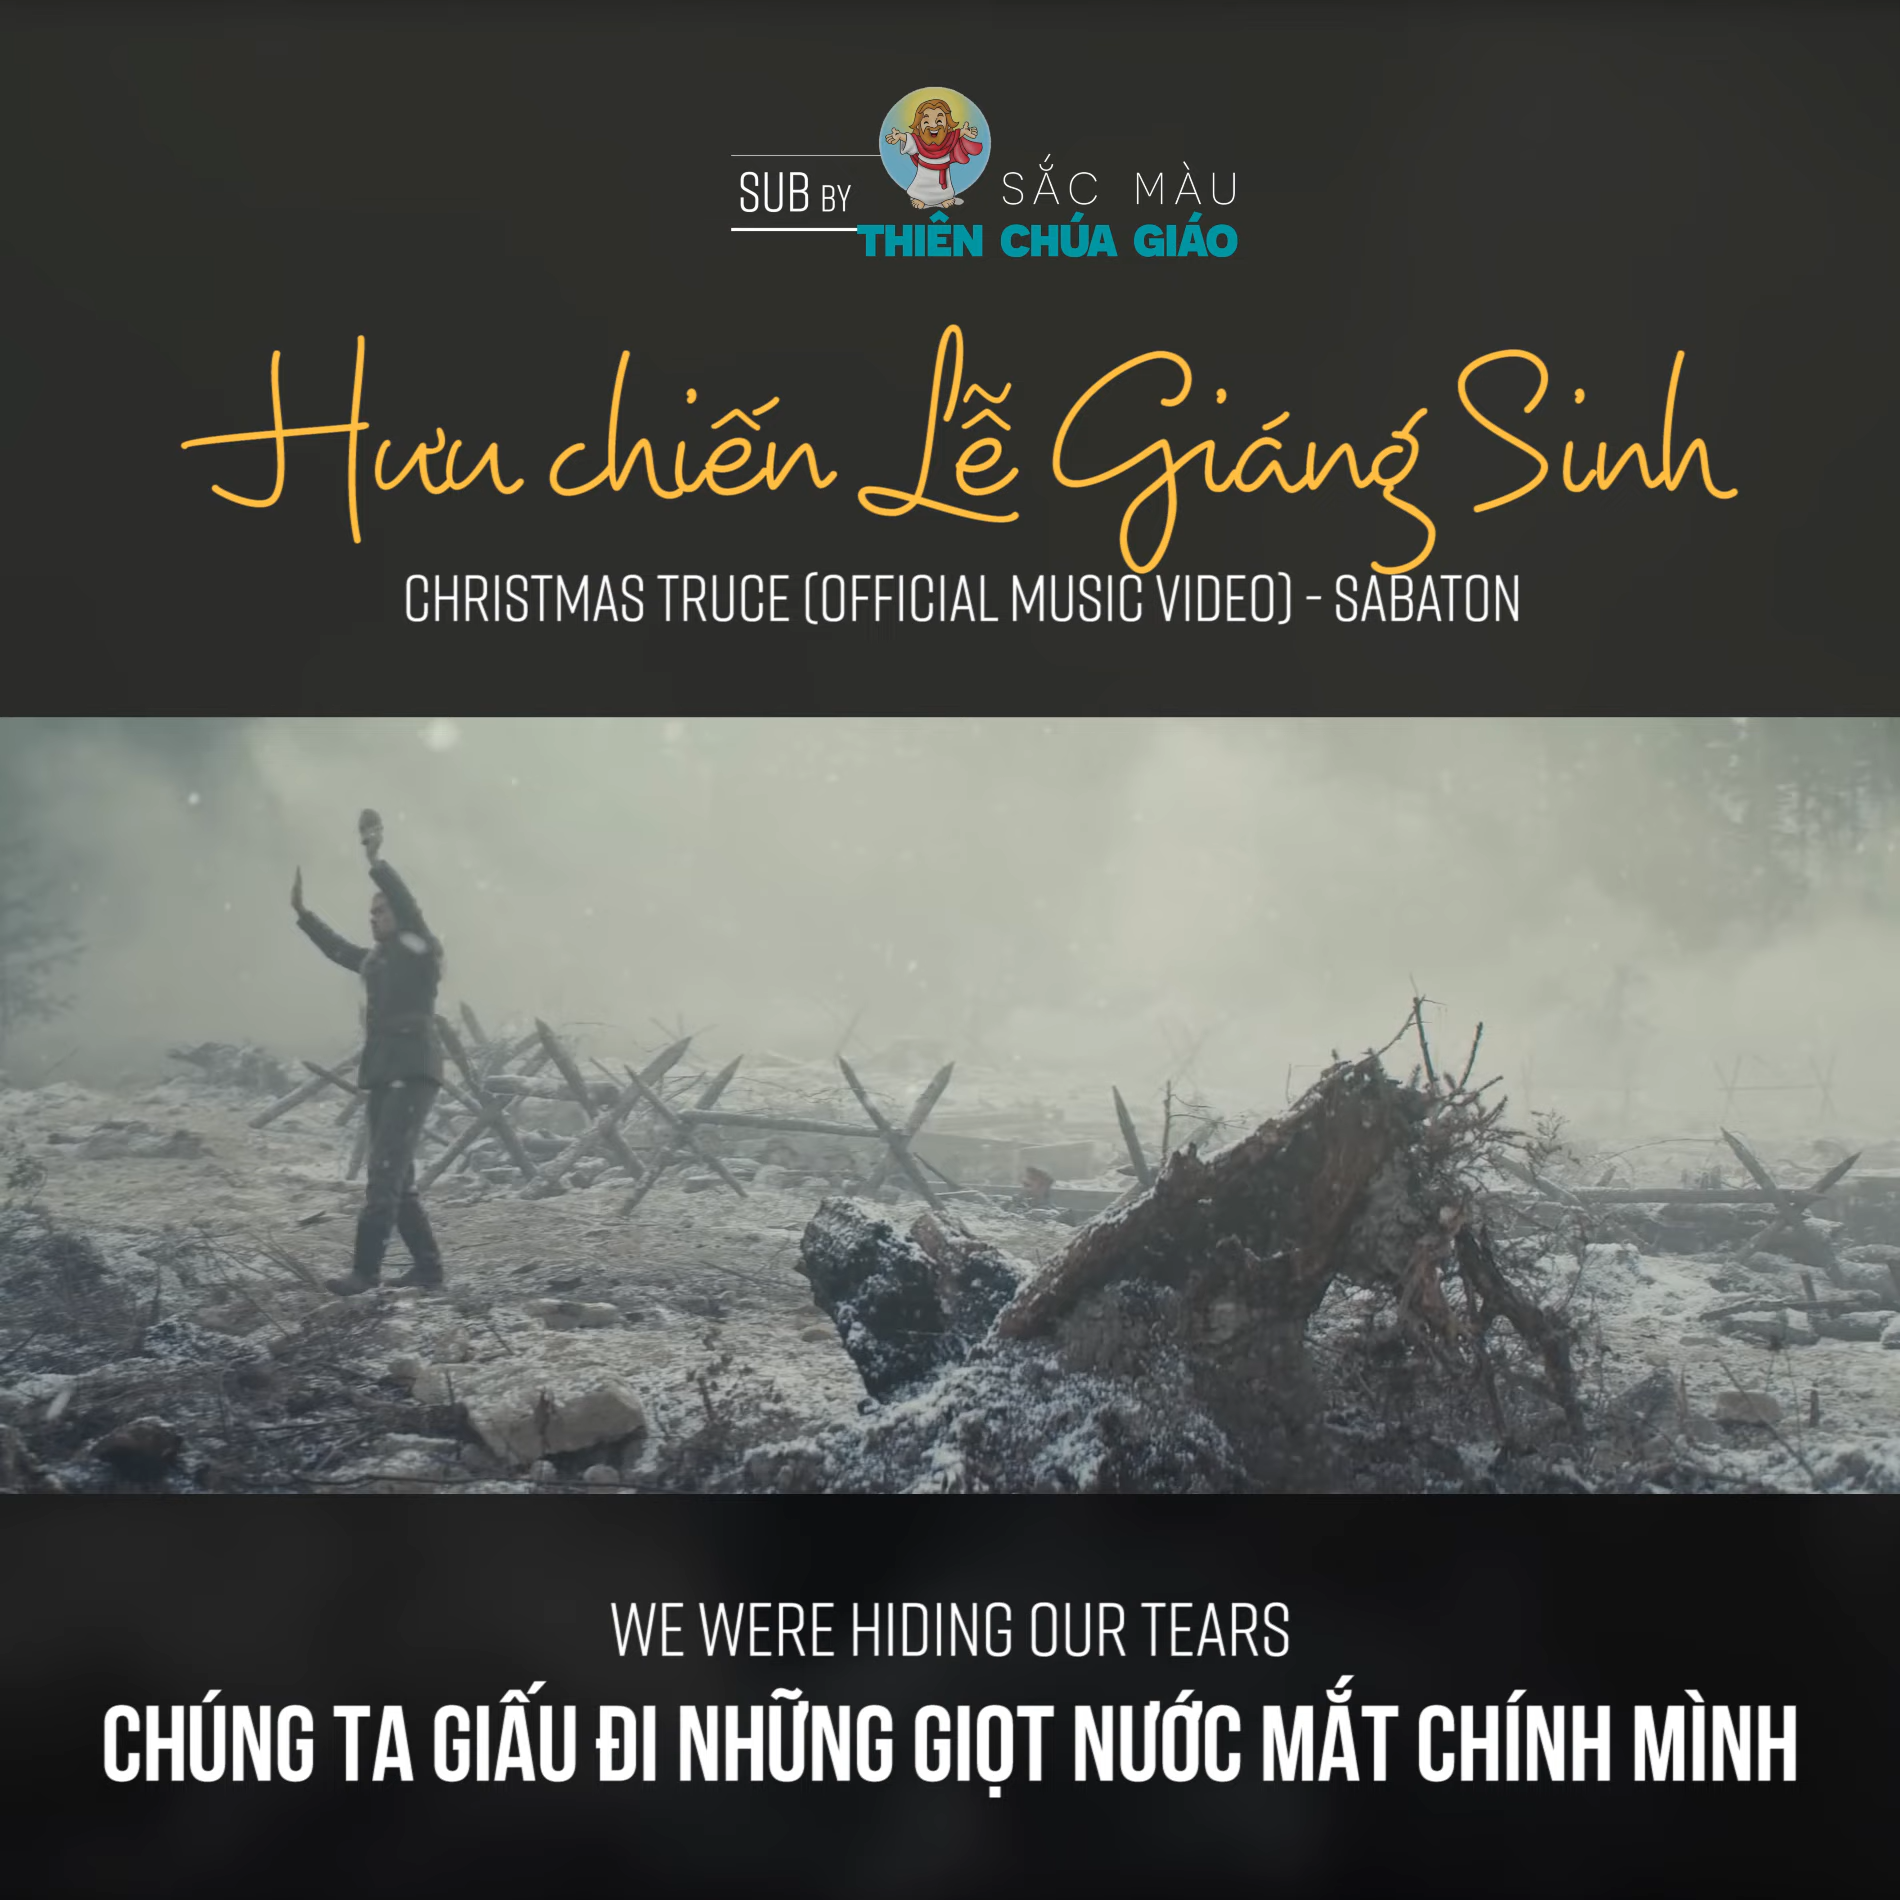 SUB BY SẮC MÀU
THIÊN CHÚA GIÁO
Hưu chiến Lễ Giáng Sinh
CHRISTMAS TRUCE (OFFICIAL MUSIC VIDEO) - SABATON
WE WERE HIDING OUR TEARS
CHÚNG TA GIẤU ĐI NHỮNG GIỌT NƯỚC MẮT CHÍNH MÌNH